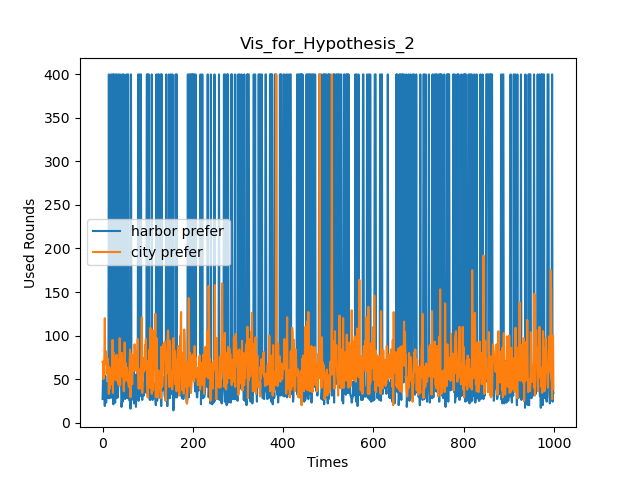 Vis_for_Hypothesis_2
Used Rounds
400
350
300
250
200
150
100
50
0
harbor prefer
city prefer
0 200 400 600 800 1000
Times